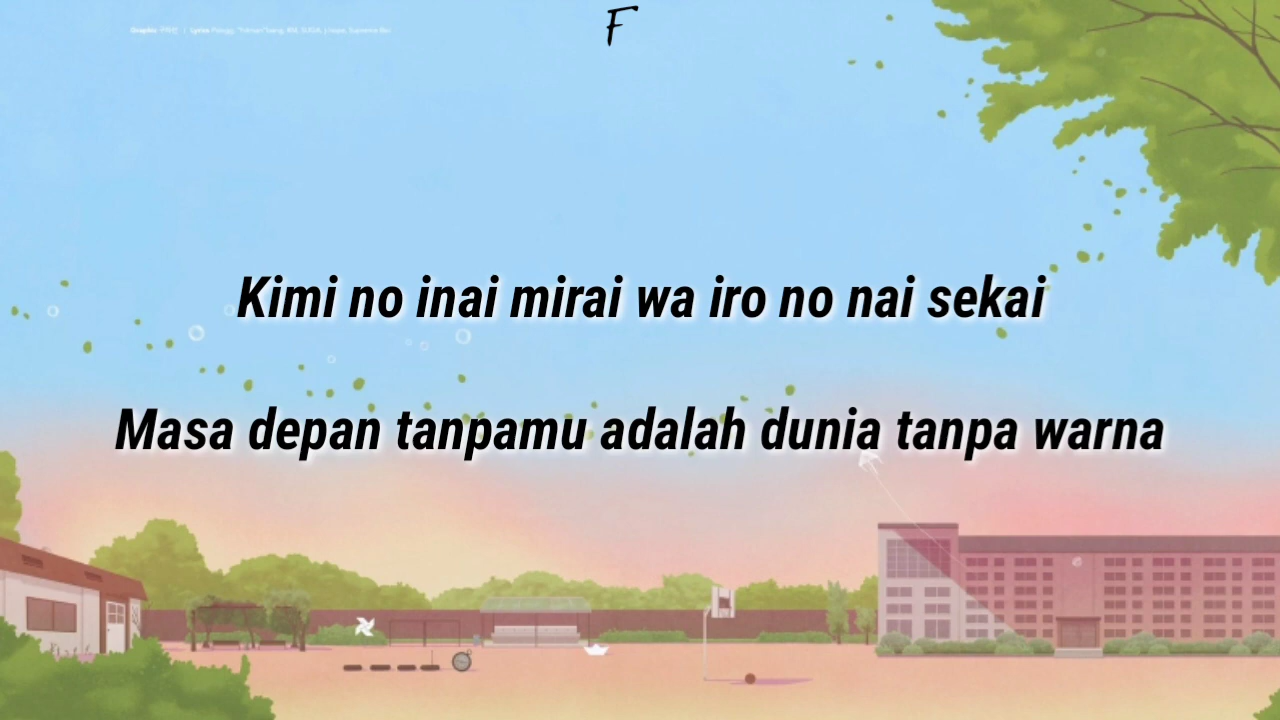 F
Kimi no inai mirai wa iro no nai sekai
Masa depan tanpamu adalah dunia tanpa warna